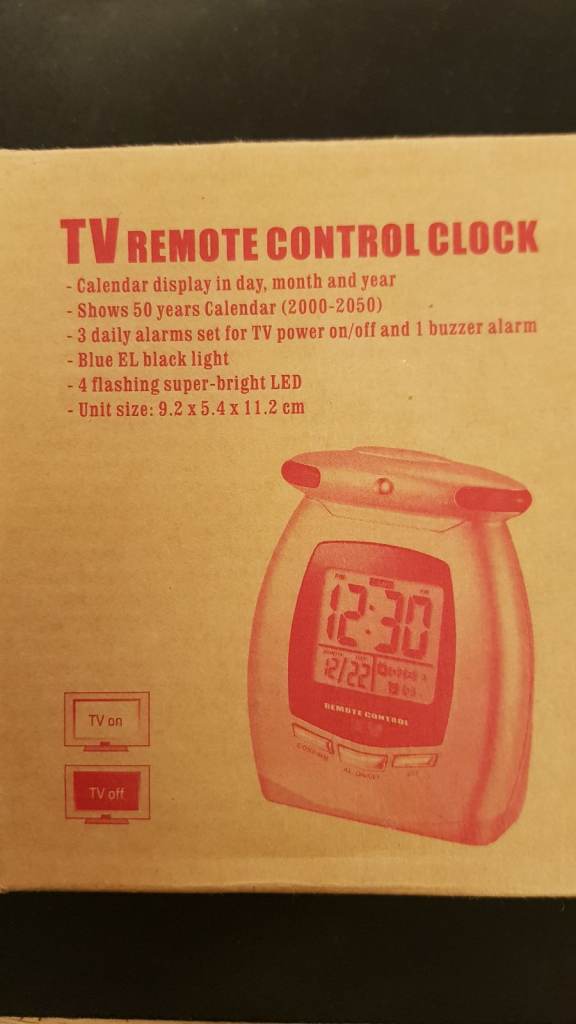 TV REMOTE CONTROL CLOCK
- Calendar display in day, month and year
- Shows 50 years Calendar (2000-2050)
- 3 daily alarms set for TV power on/off and 1 buzzer alarm
- Blue EL black light
- 4 flashing super-bright LED
- Unit size: 9.2 x 5.4 x 11.2 cm
12:30
12/22
REMOTE CONTROL
CONFIRM
TV on
TV off